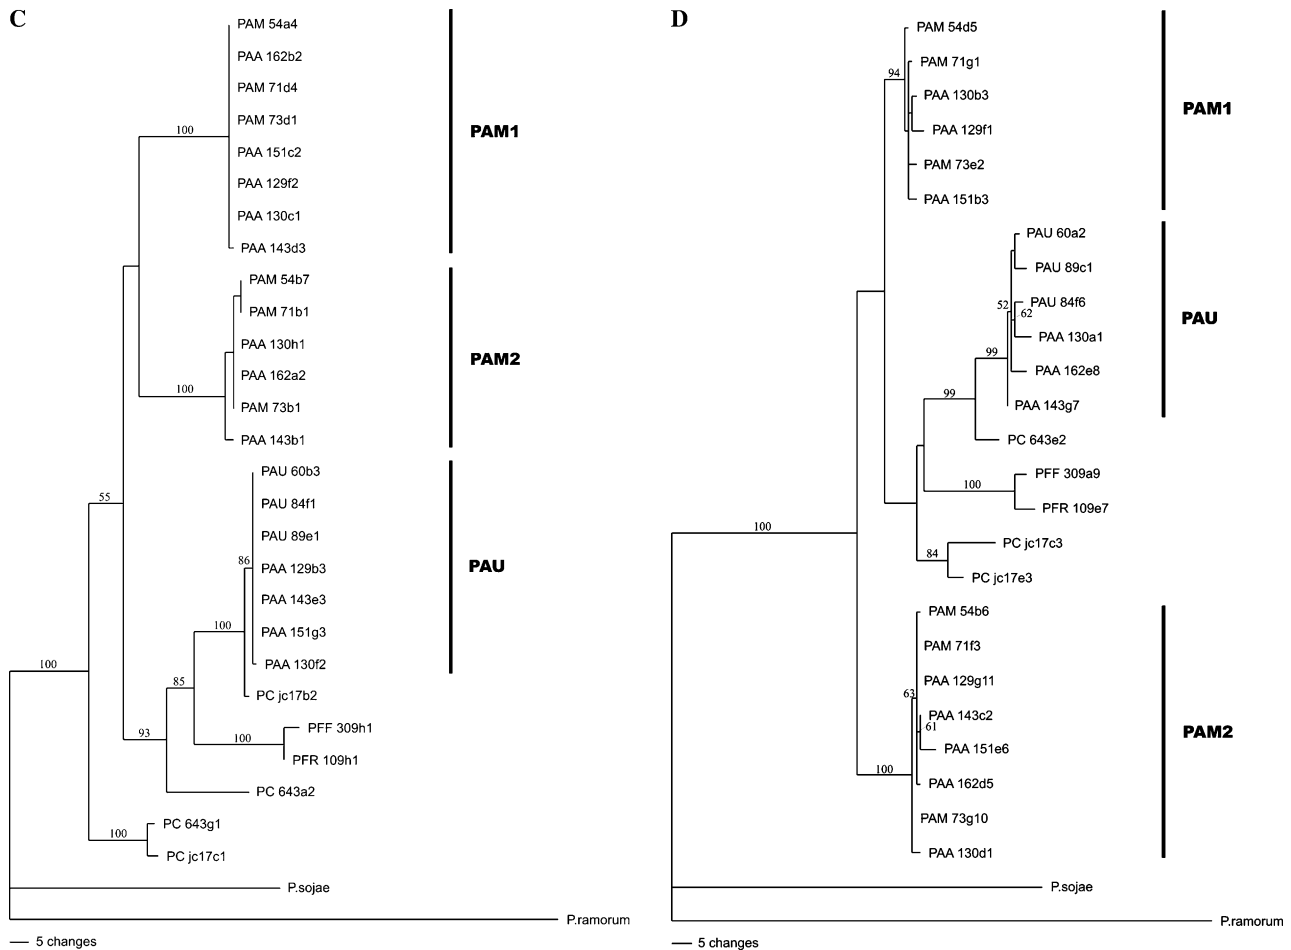 C
PAM 54a4
PAA 162b2
PAM 71d4
PAM 73d1
100
PAM1
PAA 151c2
PAA 129f2
PAA 130c1
PAA 143d3
PAM 54b7
PAM 71b1
PAA 130h1
PAM2
PAA 162a2
100
PAM 73b1
PAA 143b1
PAU 60b3
55
PAU 84f1
PAU 89e1
86
PAA 129b3
PAU
PAA 143e3
100
PAA 151g3
100
PAA 130f2
85
PC jc17b2
PFF 309h1
93
100
PFR 109h1
PC 643a2
PC 643g1
100
PC jc17c1
P.sojae
P.ramorum
5 changes
D
PAM 54d5
PAM 71g1
94
PAA 130b3
PAM1
PAA 129f1
PAM 73e2
PAA 151b3
PAU 60a2
PAU 89c1
PAU 84f6
52
62
PAU
PAA 130a1
99
PAA 162e8
99
PAA 143g7
PC 643e2
PFF 309a9
100
PFR 109e7
100
PC jc17c3
84
PC jc17e3
PAM 54b6
PAM 71f3
PAA 129g11
63
PAA 143c2
61
PAM2
PAA 151e6
100
PAA 162d5
PAM 73g10
PAA 130d1
P.sojae
P.ramorum
5 changes